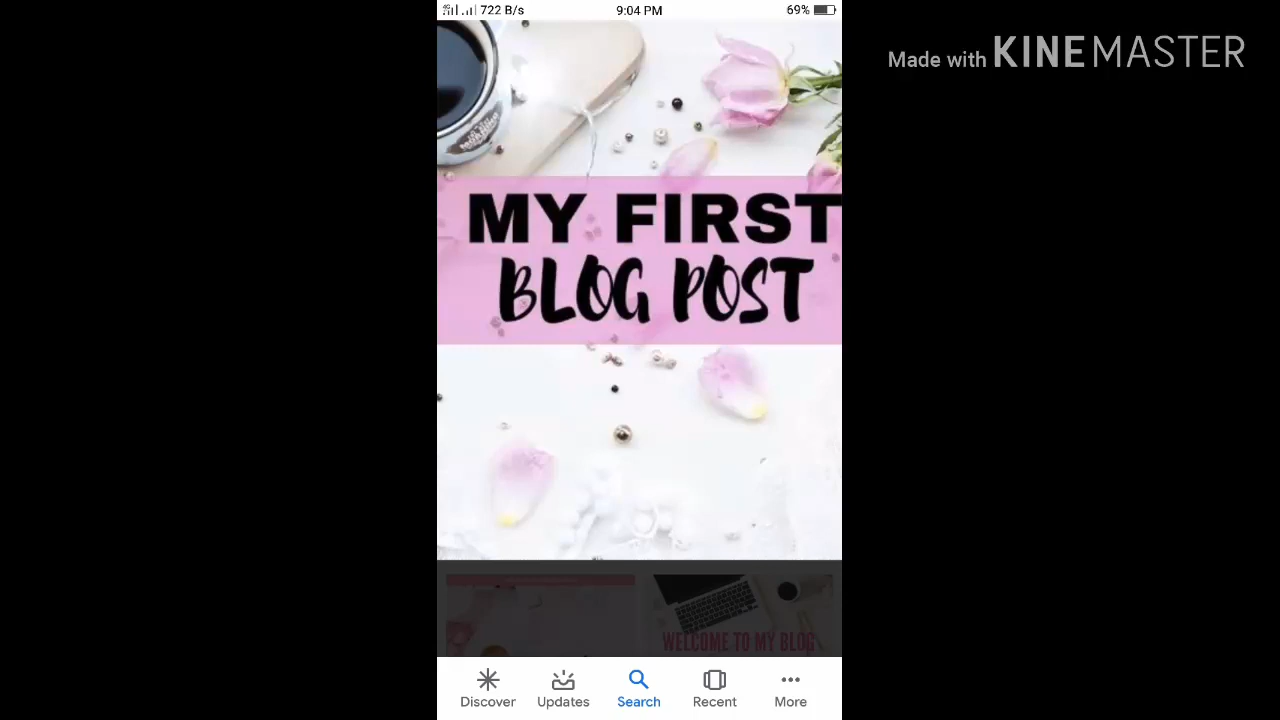 722 B/s 9:04 PM 69%
Made with KINEMASTER
MY FIRST
BLOG POST
WELCOME TO MY BLOG
Discover Updates Search Recent More